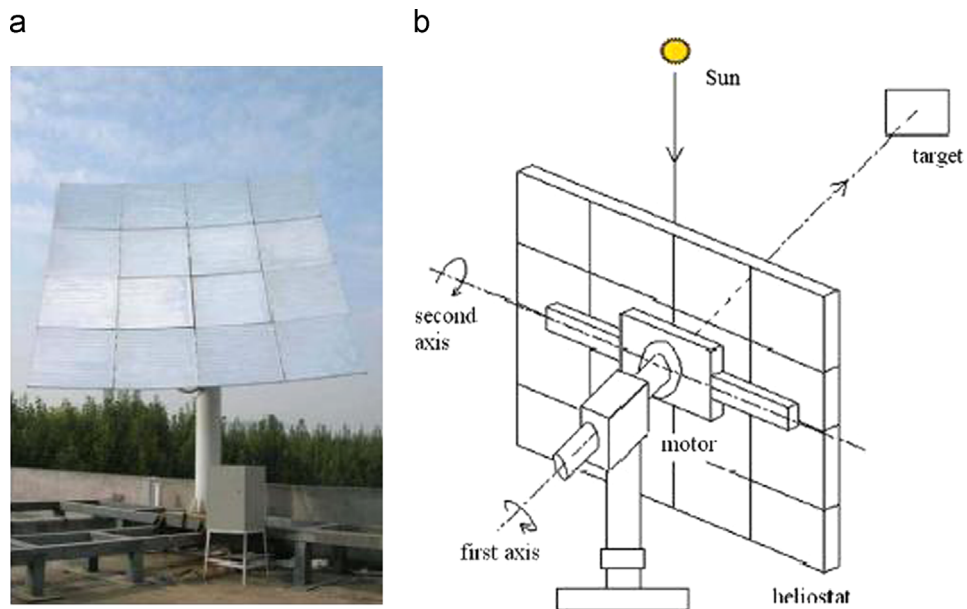 a
b
Sun
target
second
axis
motor
first axis
heliostat